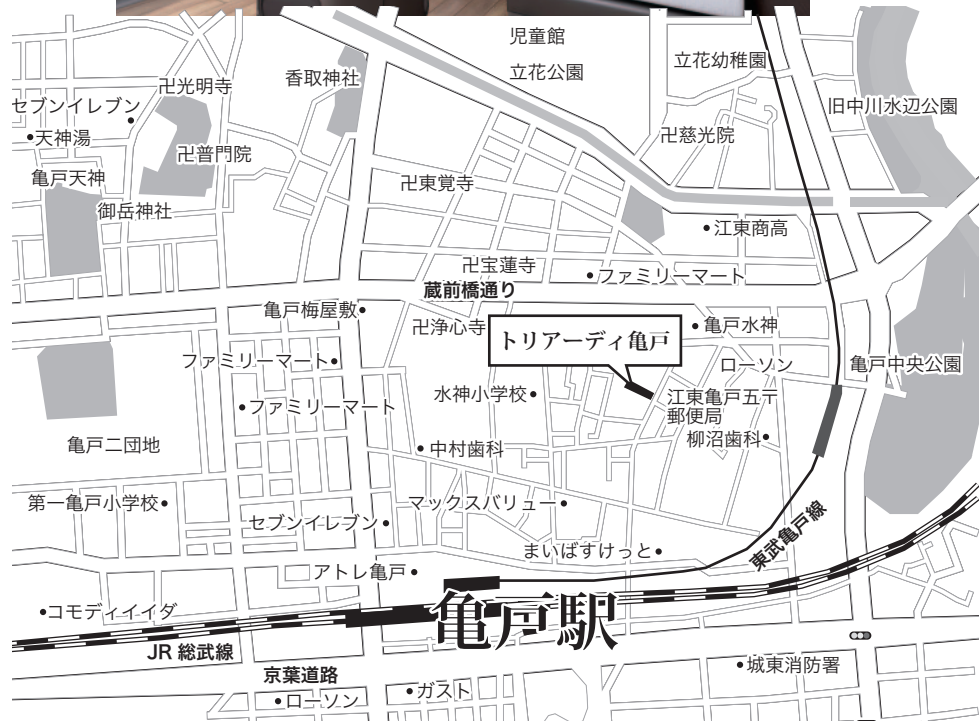 児童館
立花公園
立花幼稚園
香取神社
卍光明寺
セブンイレブン
旧中川水辺公園
天神湯
卍慈光院
卍普門院
亀戸天神
卍東覚寺
御岳神社
江東商高
卍宝蓮寺
ファミリーマート
蔵前橋通り
亀戸梅屋敷
卍浄心寺
亀戸水神
トリアーディ亀戸
ファミリーマート
ローソン
亀戸中央公園
水神小学校
江東亀戸五〒
郵便局
ファミリーマート
柳沼歯科
亀戸二団地
中村歯科
第一亀戸小学校
マックスバリュー
セブンイレブン
東武亀戸線
まいばすけっと
アトレ亀戸
コモディイイダ
亀戸駅
JR 総武線
城東消防署
京葉道路
ガスト
ローソン